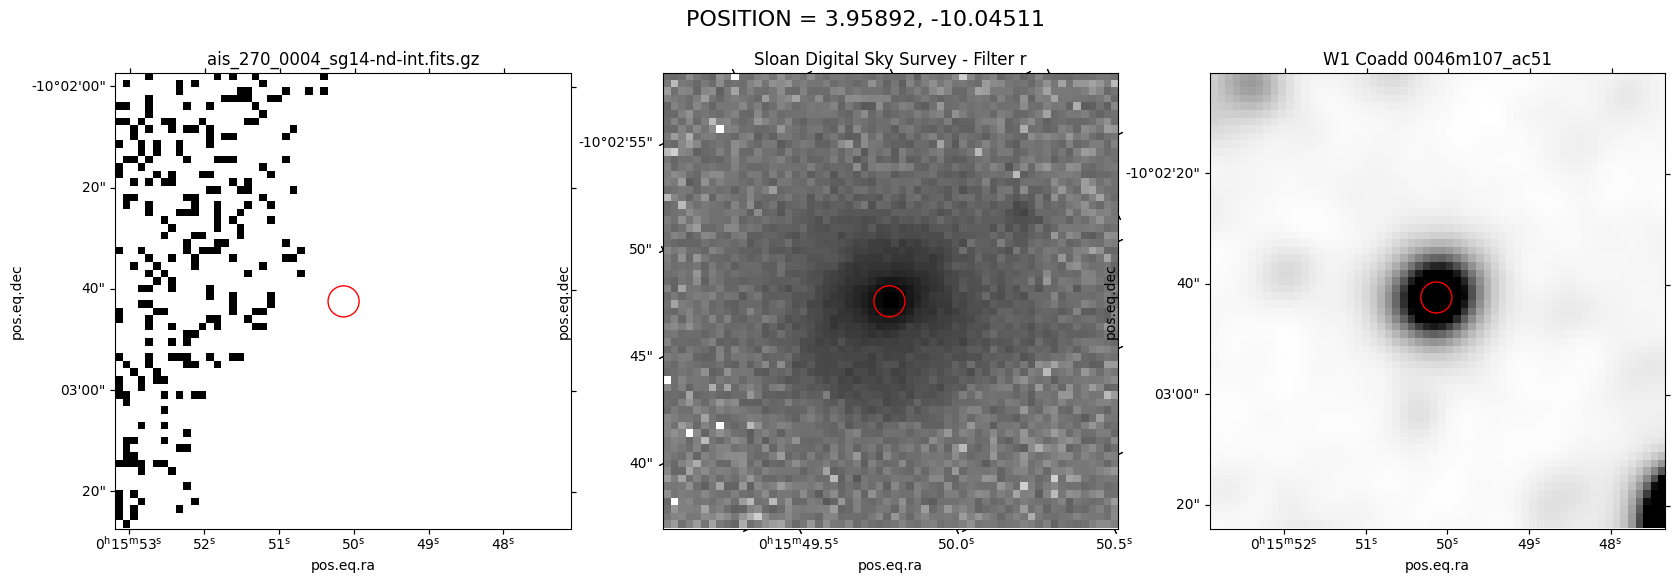 POSITION = 3.95892, -10.04511
ais_270_0004_sg14-nd-int.fits.gz
-10°02'00"
20"
40"
03'00"
20"
pos.eq.dec
0ʰ15ᵐ53ˢ 52ˢ 51ˢ 50ˢ 49ˢ 48ˢ
pos.eq.ra
Sloan Digital Sky Survey - Filter r
-10°02'55"
50"
45"
40"
pos.eq.dec
0ʰ15ᵐ49.5ˢ 50.0ˢ 50.5ˢ
pos.eq.ra
W1 Coadd 0046m107_ac51
-10°02'20"
40"
03'00"
20"
pos.eq.dec
0ʰ15ᵐ52ˢ 51ˢ 50ˢ 49ˢ 48ˢ
pos.eq.ra